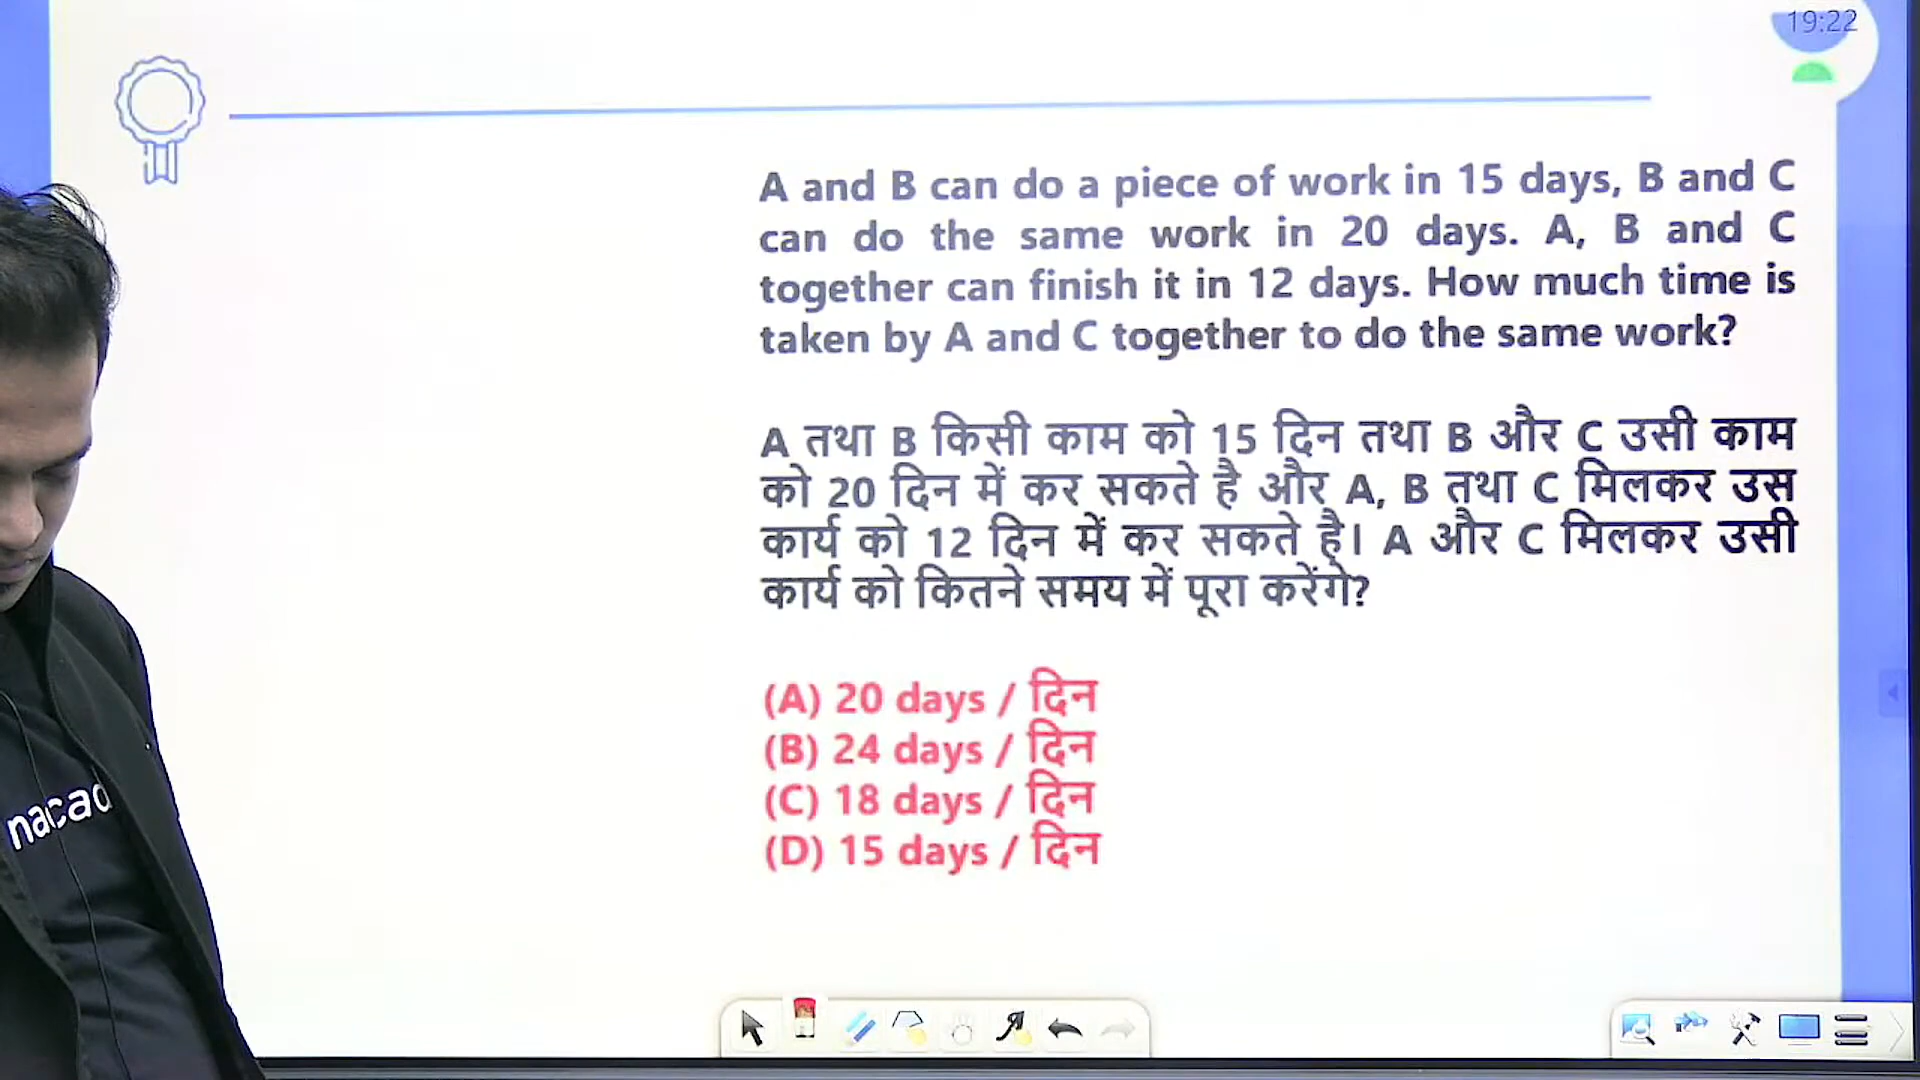 19:22
A and B can do a piece of work in 15 days, B and C
can do the same work in 20 days. A, B and C
together can finish it in 12 days. How much time is
taken by A and C together to do the same work?
A तथा B किसी काम को 15 दिन तथा B और C उसी काम
को 20 दिन में कर सकते है और A, B तथा C मिलकर उस
कार्य को 12 दिन में कर सकते है। A और C मिलकर उसी
कार्य को कितने समय में पूरा करेंगे?
(A) 20 days / दिन
(B) 24 days / दिन
(C) 18 days / दिन
(D) 15 days / दिन
nacad